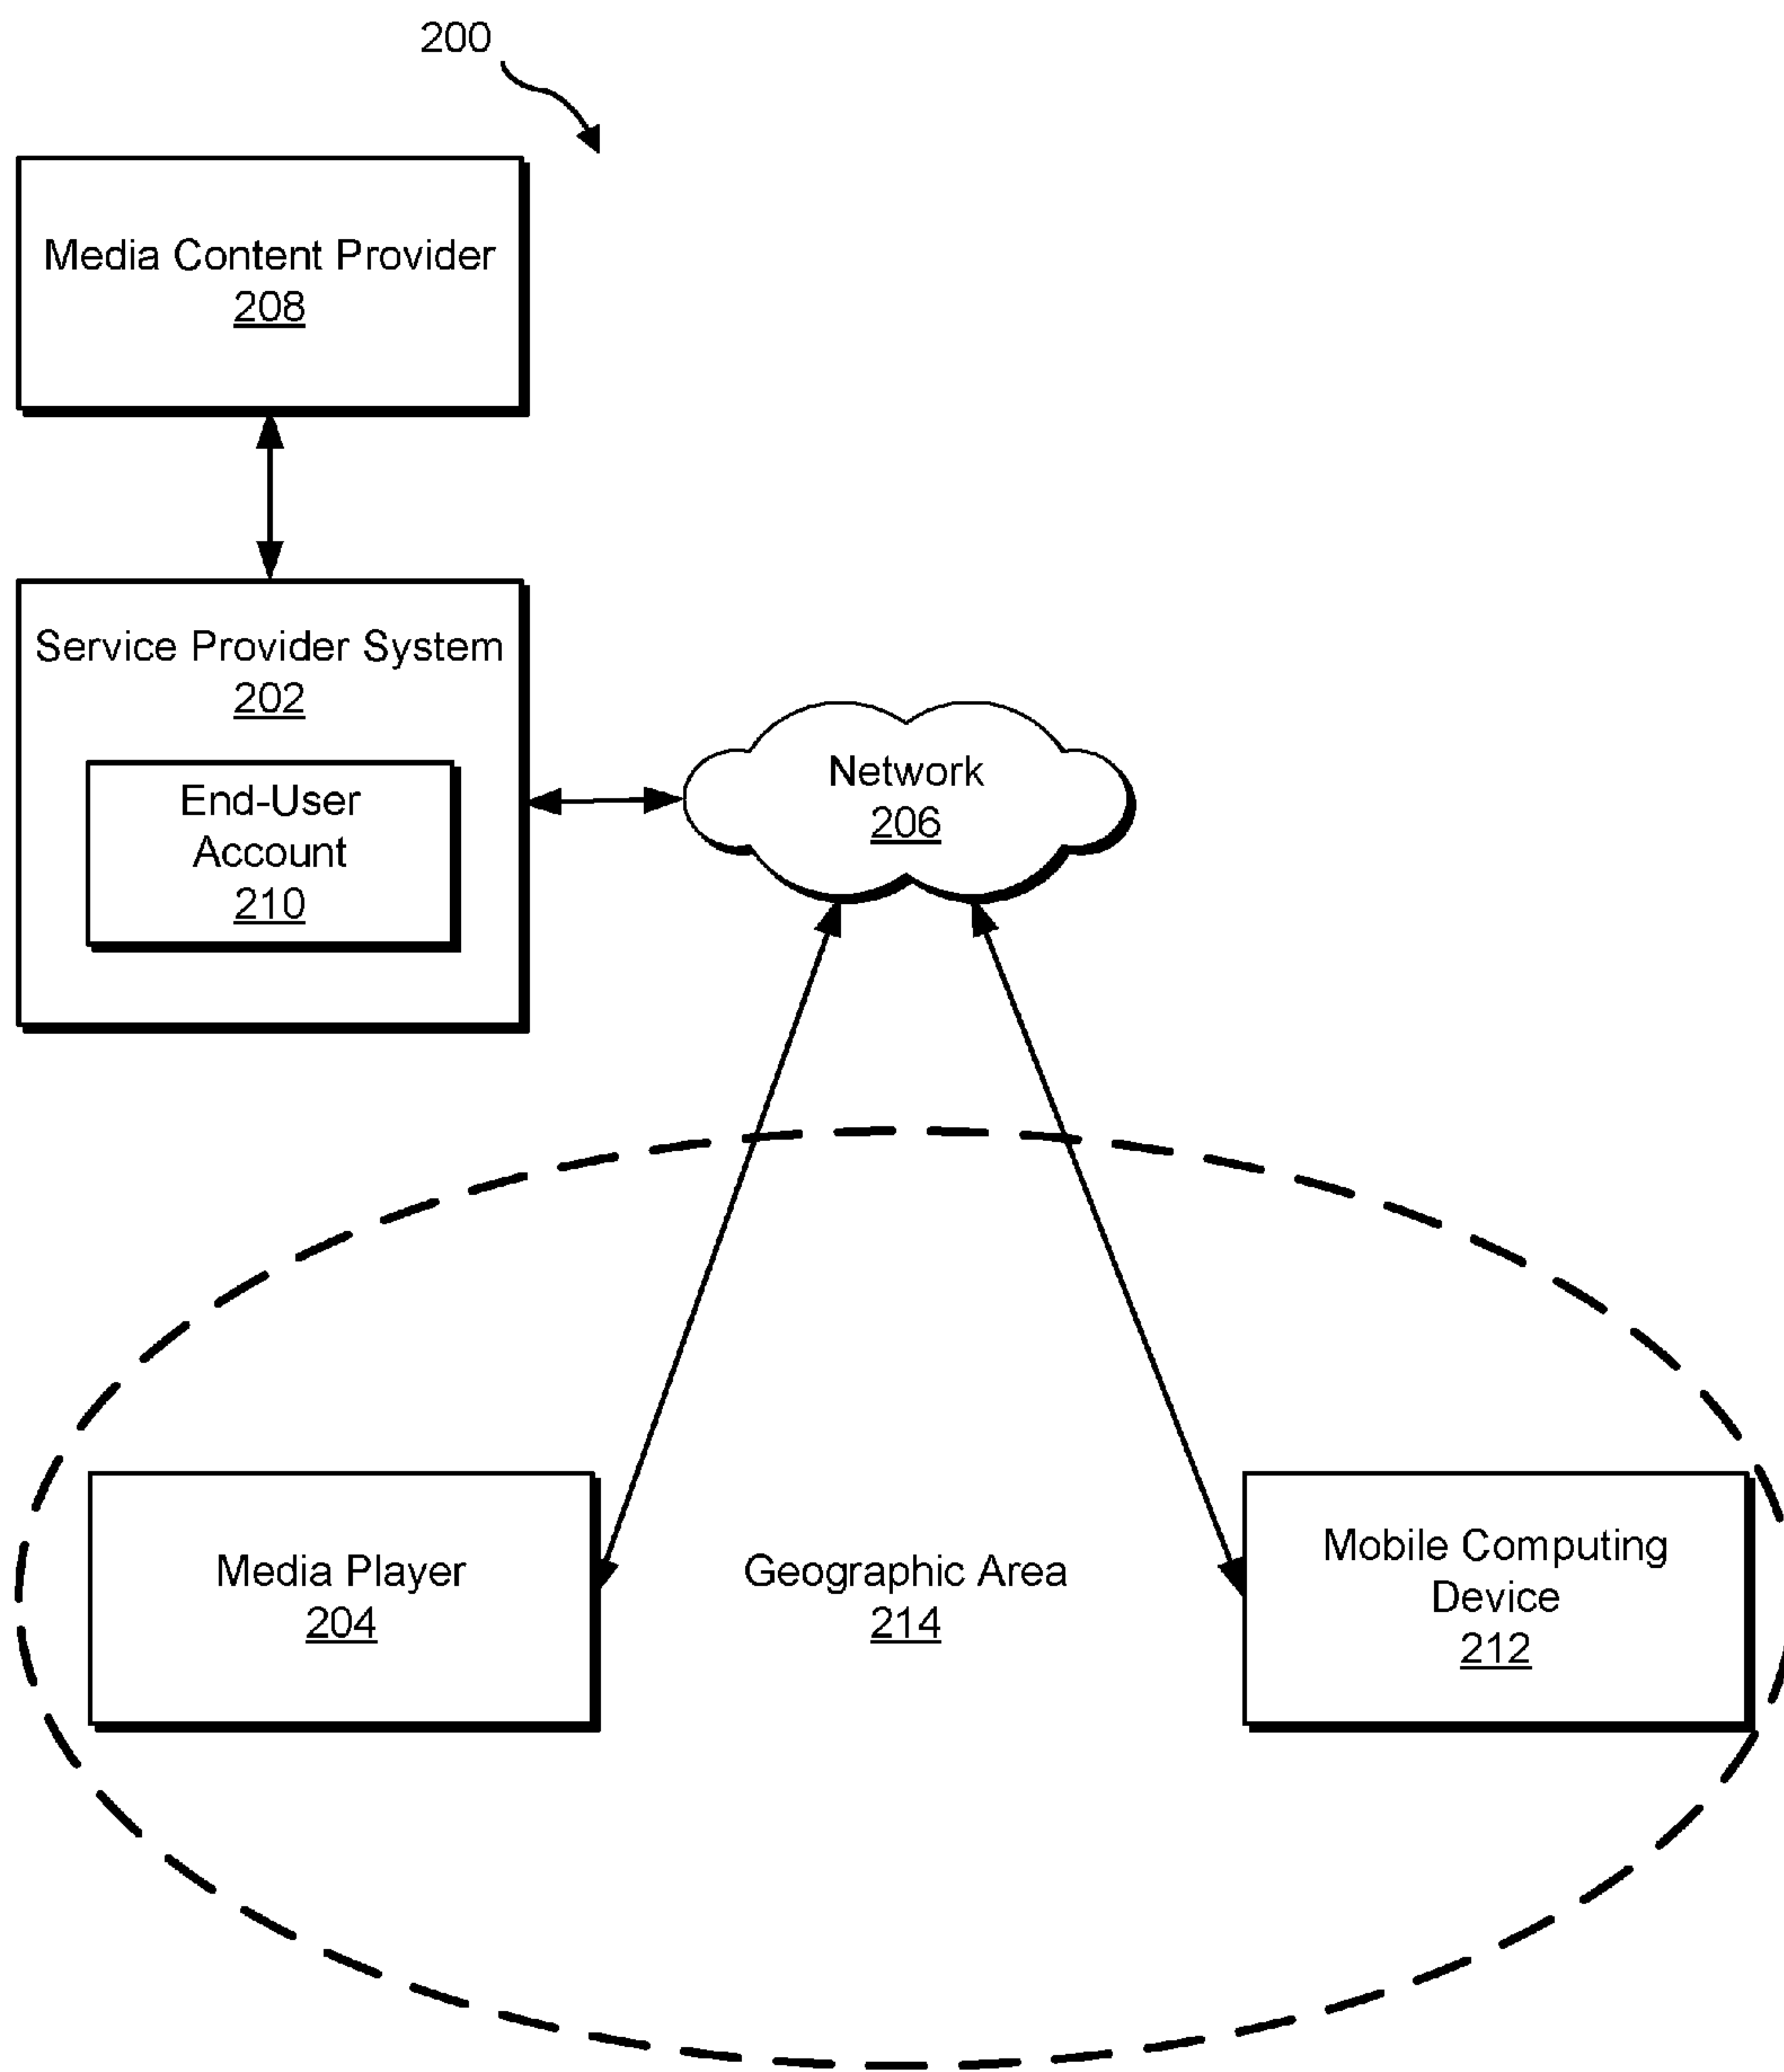 200
Media Content Provider
208
Service Provider System
202
End-User
Account
210
Network
206
Media Player
204
Geographic Area
214
Mobile Computing
Device
212